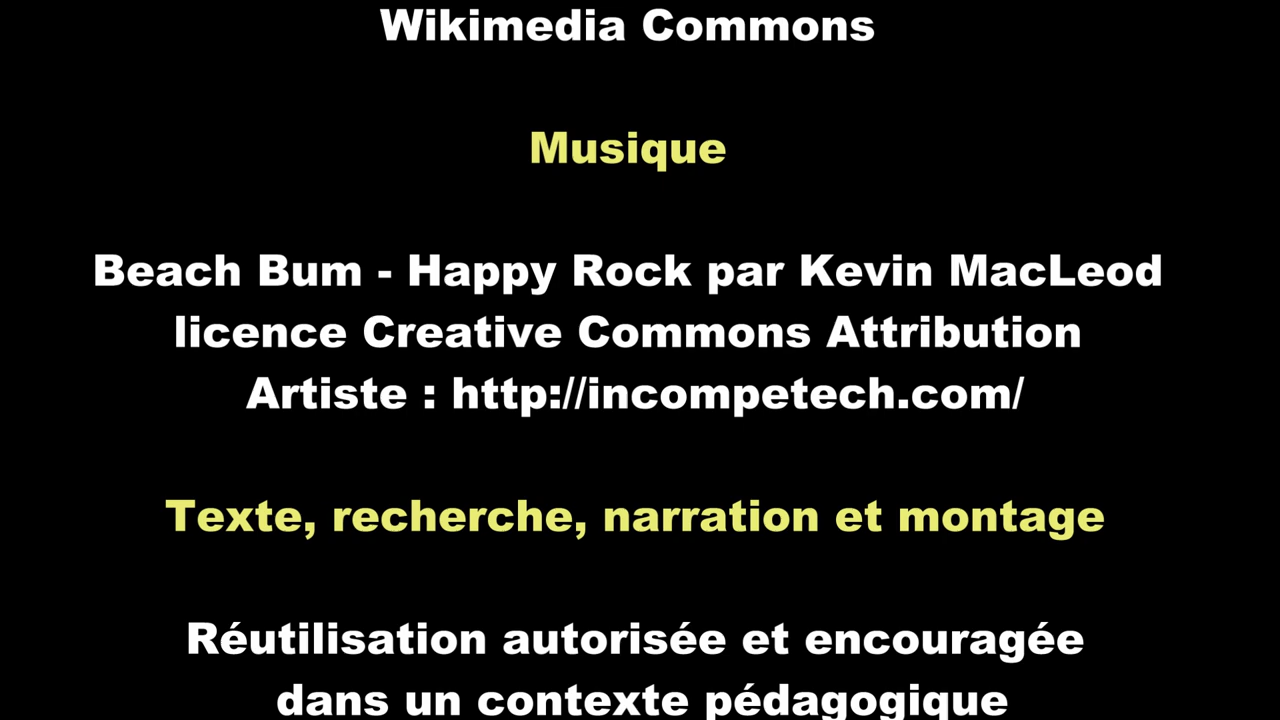 Wikimedia Commons
Musique
Beach Bum - Happy Rock par Kevin MacLeod
licence Creative Commons Attribution
Artiste : http://incompetech.com/
Texte, recherche, narration et montage
Réutilisation autorisée et encouragée
dans un contexte pédagogique